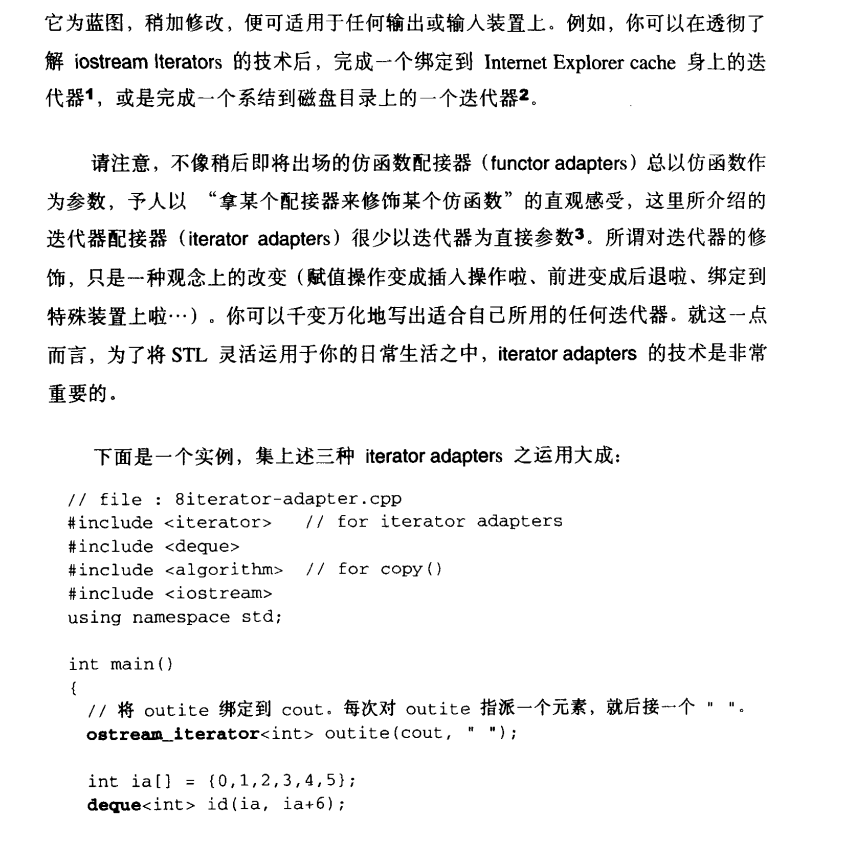 它为蓝图，稍加修改，便可适用于任何输出或输入装置上。例如，你可以在透彻了
解 iostream Iterators 的技术后，完成一个绑定到 Internet Explorer cache 身上的迭
代器1，或是完成一个系结到磁盘目录上的一个迭代器2。
请注意，不像稍后即将出场的仿函数配接器（functor adapters）总以仿函数作
为参数，予人以 “拿某个配接器来修饰某个仿函数”的直观感受，这里所介绍的
迭代器配接器（iterator adapters）很少以迭代器为直接参数3。所谓对迭代器的修
饰，只是一种观念上的改变（赋值操作变成插入操作啦、前进变成后退啦、绑定到
特殊装置上啦…）。你可以千变万化地写出适合自己所用的任何迭代器。就这一点
而言，为了将 STL 灵活运用于你的日常生活之中，iterator adapters 的技术是非常
重要的。
下面是一个实例，集上述三种 iterator adapters 之运用大成：
// file : 8iterator-adapter.cpp
#include <iterator>   // for iterator adapters
#include <deque>
#include <algorithm>  // for copy()
#include <iostream>
using namespace std;
int main()
{
// 将 outite 绑定到 cout。每次对 outite 指派一个元素，就后接一个 " "。
ostream_iterator<int> outite(cout, " ");
int ia[] = {0,1,2,3,4,5};
deque<int> id(ia, ia+6);